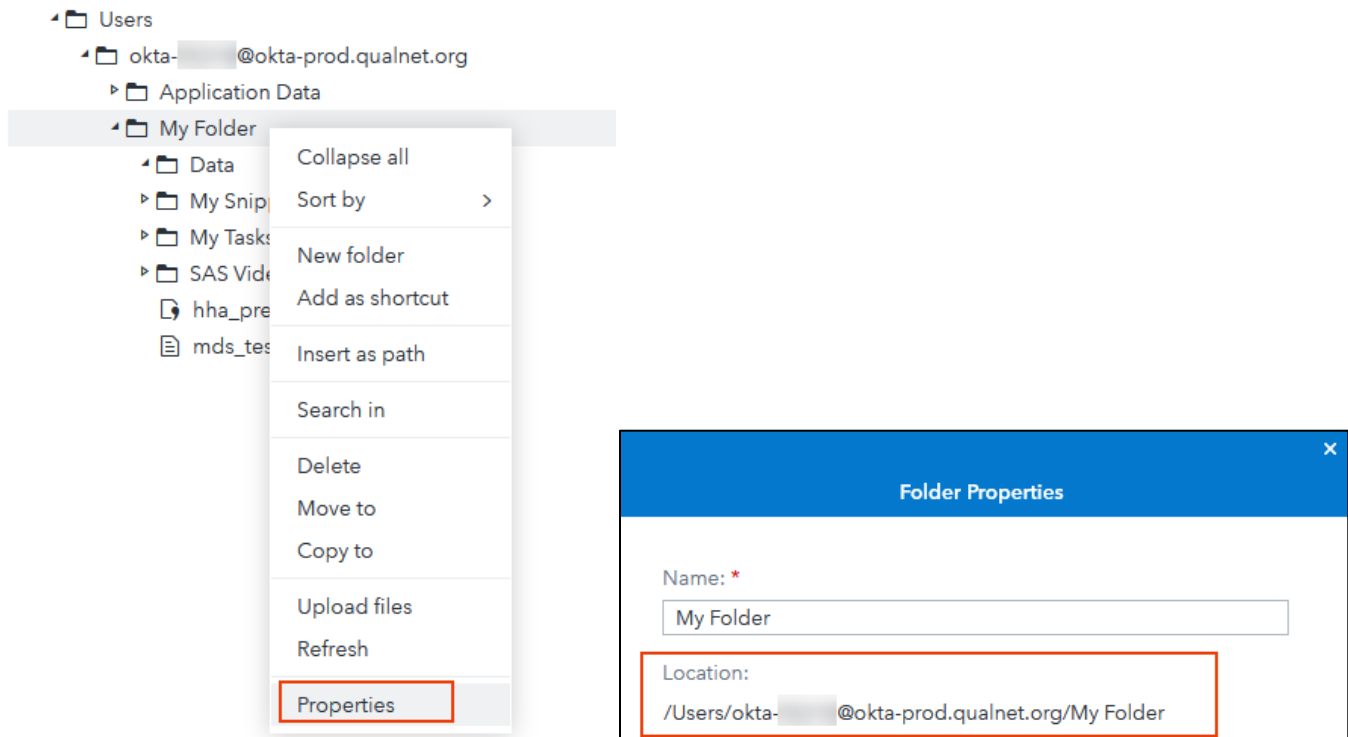 Users
okta- @okta-prod.qualnet.org
Application Data
My Folder
Data
My Snip
My Tasks
SAS Vide
hha_pre
mds_tes
Collapse all
Sort by
New folder
Add as shortcut
Insert as path
Search in
Delete
Move to
Copy to
Upload files
Refresh
Properties
Folder Properties
Name: *
My Folder
Location:
/Users/okta- @okta-prod.qualnet.org/My Folder